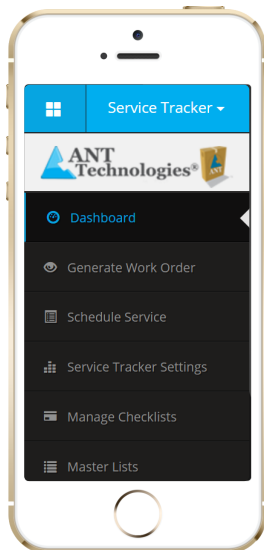 Service Tracker
ANT
Technologies®
ANT
Dashboard
Generate Work Order
Schedule Service
Service Tracker Settings
Manage Checklists
Master Lists